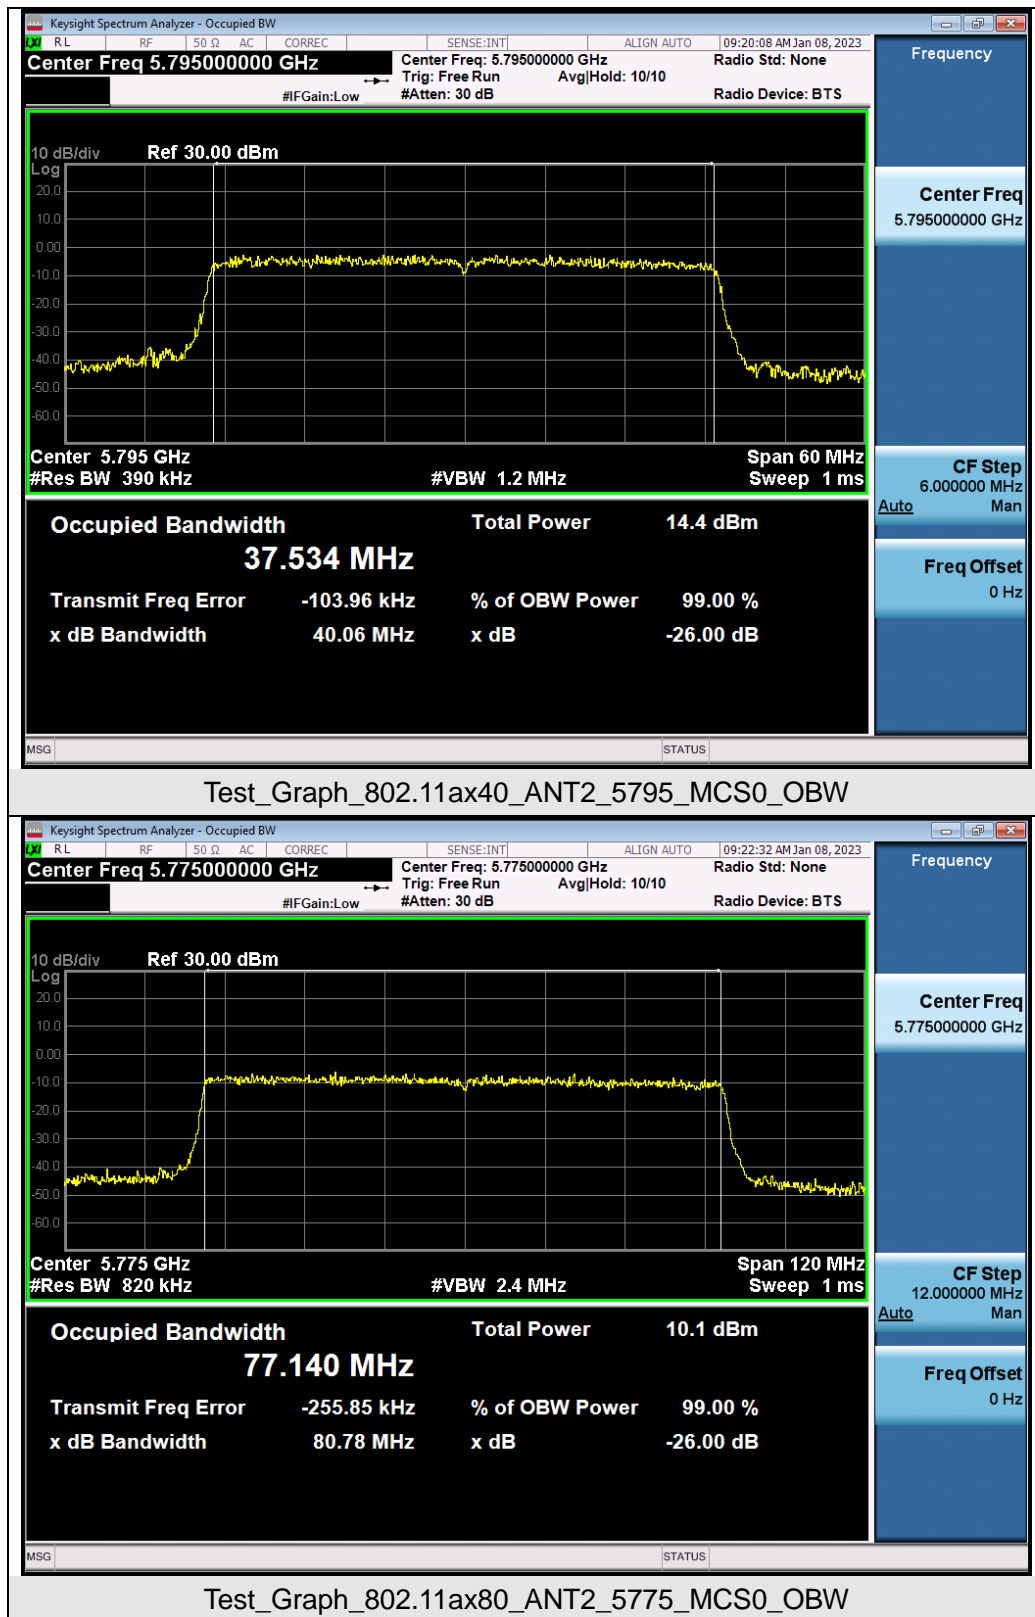 Keysight Spectrum Analyzer - Occupied BW
LXI RL RF 50 Ω AC CORREC SENSE:INT ALIGN AUTO 09:20:08 AM Jan 08, 2023
Center Freq 5.795000000 GHz Center Freq: 5.795000000 GHz Radio Std: None
Trig: Free Run Avg|Hold: 10/10
#IFGain:Low #Atten: 30 dB Radio Device: BTS
Frequency
10 dB/div Ref 30.00 dBm
Log
20.0
10.0
0.00
-10.0
-20.0
-30.0
-40.0
-50.0
-60.0
Center 5.795 GHz Span 60 MHz
#Res BW 390 kHz #VBW 1.2 MHz Sweep 1 ms
Center Freq
5.795000000 GHz
CF Step
6.000000 MHz
Auto Man
Freq Offset
0 Hz
Occupied Bandwidth Total Power 14.4 dBm
37.534 MHz
Transmit Freq Error -103.96 kHz % of OBW Power 99.00 %
x dB Bandwidth 40.06 MHz x dB -26.00 dB
MSG STATUS
Test_Graph_802.11ax40_ANT2_5795_MCS0_OBW
Keysight Spectrum Analyzer - Occupied BW
LXI RL RF 50 Ω AC CORREC SENSE:INT ALIGN AUTO 09:22:32 AM Jan 08, 2023
Center Freq 5.775000000 GHz Center Freq: 5.775000000 GHz Radio Std: None
Trig: Free Run Avg|Hold: 10/10
#IFGain:Low #Atten: 30 dB Radio Device: BTS
Frequency
10 dB/div Ref 30.00 dBm
Log
20.0
10.0
0.00
-10.0
-20.0
-30.0
-40.0
-50.0
-60.0
Center 5.775 GHz Span 120 MHz
#Res BW 820 kHz #VBW 2.4 MHz Sweep 1 ms
Center Freq
5.775000000 GHz
CF Step
12.000000 MHz
Auto Man
Freq Offset
0 Hz
Occupied Bandwidth Total Power 10.1 dBm
77.140 MHz
Transmit Freq Error -255.85 kHz % of OBW Power 99.00 %
x dB Bandwidth 80.78 MHz x dB -26.00 dB
MSG STATUS
Test_Graph_802.11ax80_ANT2_5775_MCS0_OBW